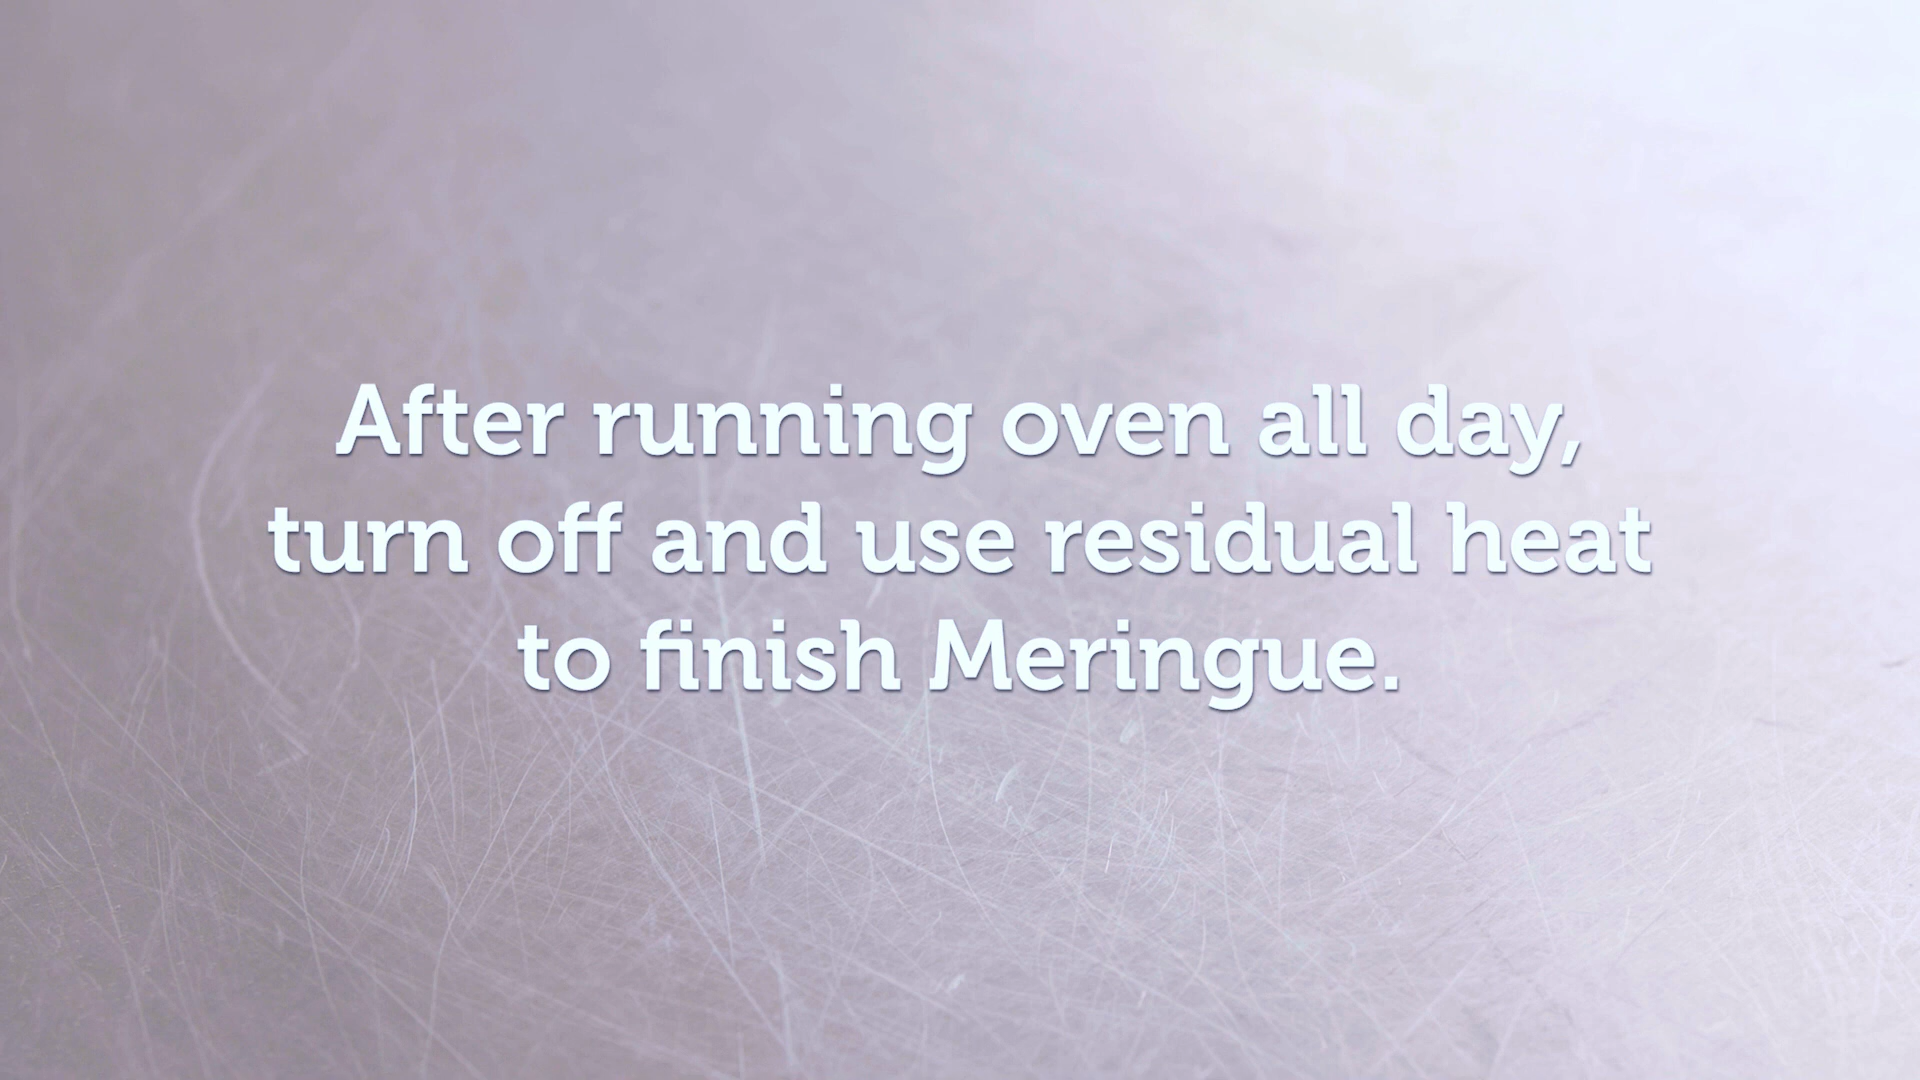 After running oven all day,
turn off and use residual heat
to finish Meringue.